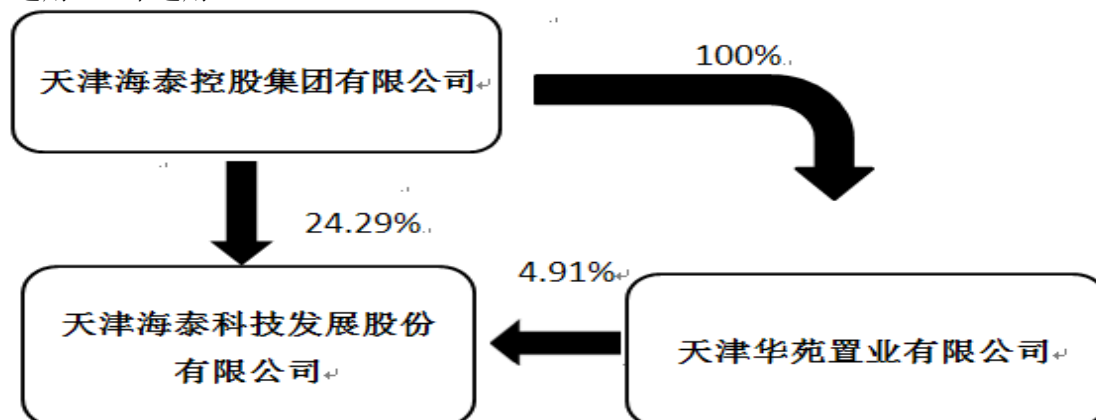 天津海泰控股集团有限公司
100%
24.29%
4.91%
天津海泰科技发展股份
有限公司
天津华苑置业有限公司